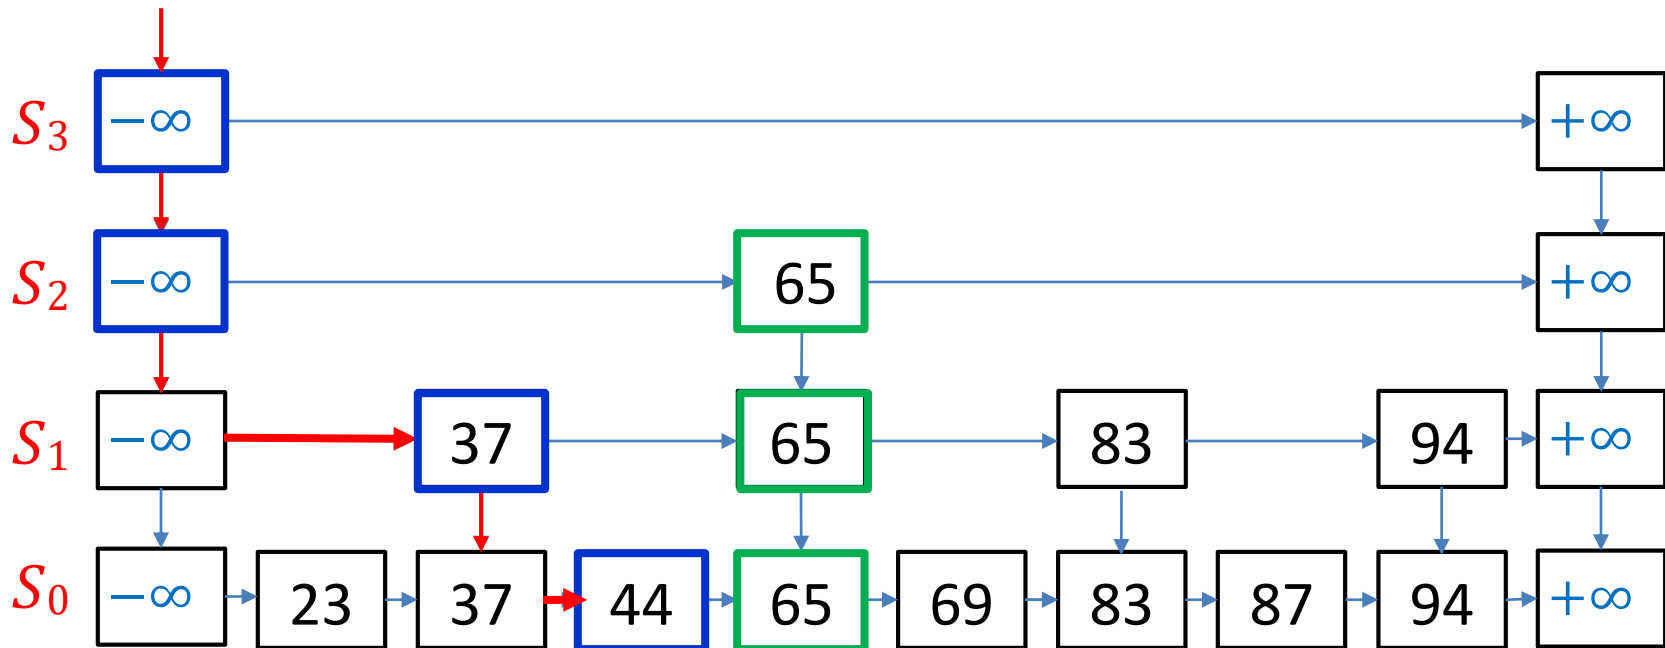 S₃ −∞ +∞
S₂ −∞ 65 +∞
S₁ −∞ 37 65 83 94 +∞
S₀ −∞ 23 37 44 65 69 83 87 94 +∞